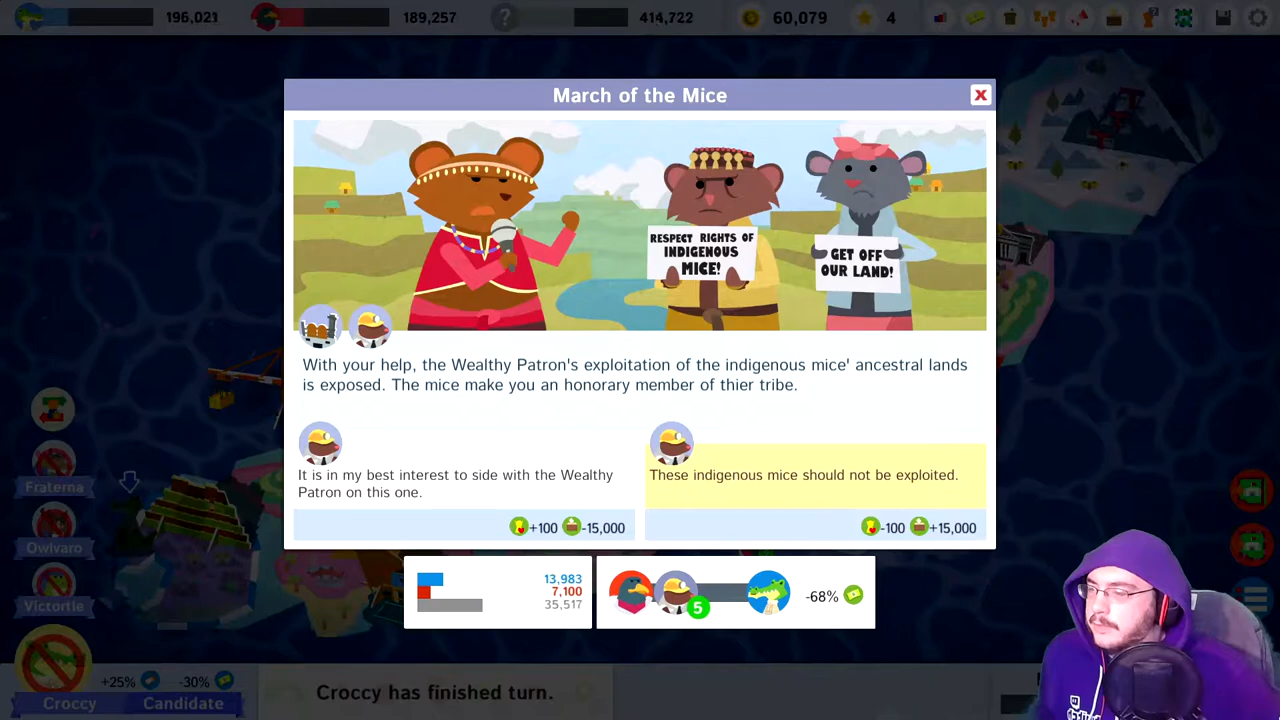 196,021
189,257
?
414,722
60,079
4
March of the Mice
X
RESPECT RIGHTS OF
INDIGENOUS
MICE!
GET OFF
OUR LAND!
With your help, the Wealthy Patron's exploitation of the indigenous mice' ancestral lands
is exposed. The mice make you an honorary member of thier tribe.
It is in my best interest to side with the Wealthy
Patron on this one.
+100 -15,000
These indigenous mice should not be exploited.
-100 +15,000
Fraterna
Owlvaro
Victortle
13,983
7,100
35,517
5
-68%
+25% -30%
Croccy Candidate
Croccy has finished turn.